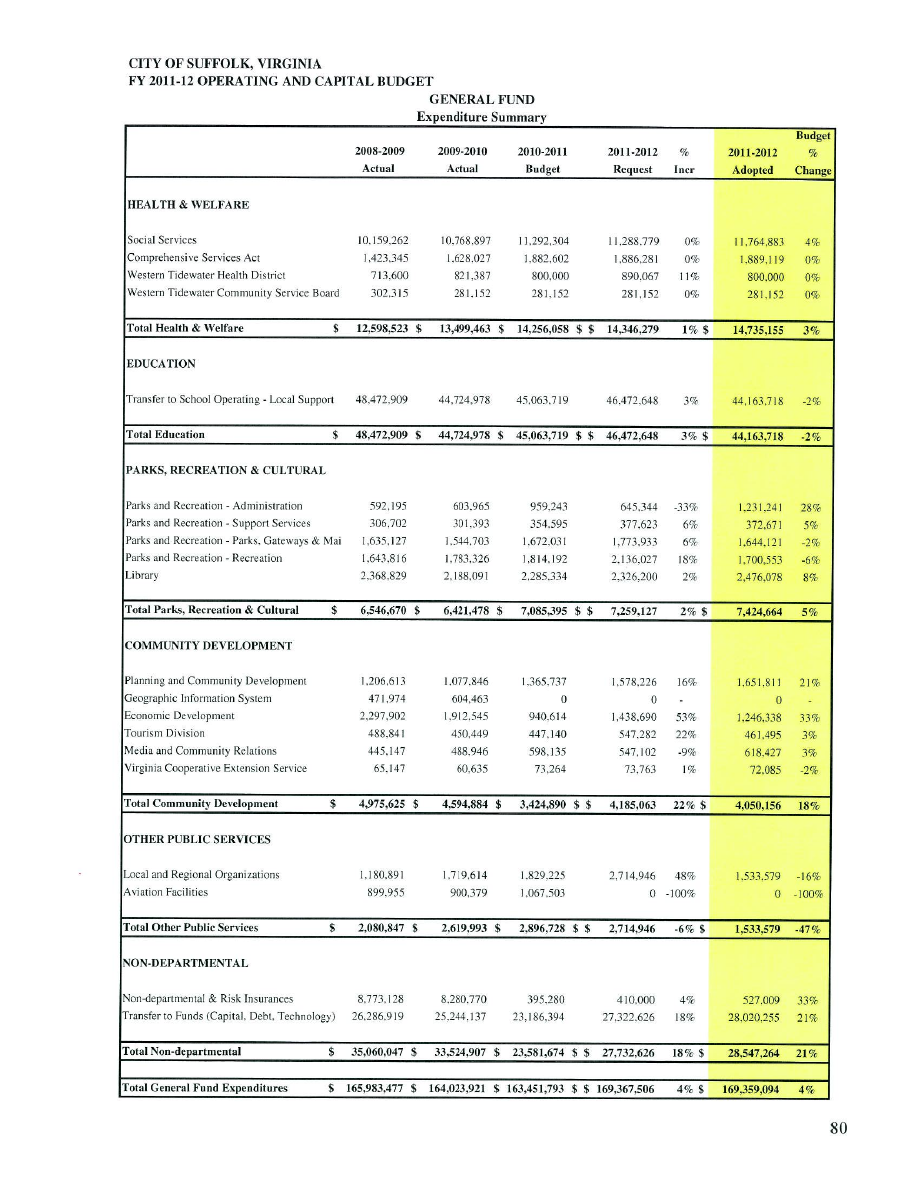 CITY OF SUFFOLK, VIRGINIA
FY 2011-12 OPERATING AND CAPITAL BUDGET
GENERAL FUND
Expenditure Summary
Budget
2008-2009 2009-2010 2010-2011 2011-2012 % 2011-2012 %
Actual Actual Budget Request Incr Adopted Change
HEALTH & WELFARE
Social Services 10,159,262 10,768,897 11,292,304 11,288,779 0% 11,764,883 4%
Comprehensive Services Act 1,423,345 1,628,027 1,882,602 1,886,281 0% 1,889,119 0%
Western Tidewater Health District 713,600 821,387 800,000 890,067 11% 800,000 0%
Western Tidewater Community Service Board 302,315 281,152 281,152 281,152 0% 281,152 0%
Total Health & Welfare $ 12,598,523 $ 13,499,463 $ 14,256,058 $ $ 14,346,279 1% $ 14,735,155 3%
EDUCATION
Transfer to School Operating - Local Support 48,472,909 44,724,978 45,063,719 46,472,648 3% 44,163,718 -2%
Total Education $ 48,472,909 $ 44,724,978 $ 45,063,719 $ $ 46,472,648 3% $ 44,163,718 -2%
PARKS, RECREATION & CULTURAL
Parks and Recreation - Administration 592,195 603,965 959,243 645,344 -33% 1,231,241 28%
Parks and Recreation - Support Services 306,702 301,393 354,595 377,623 6% 372,671 5%
Parks and Recreation - Parks, Gateways & Mai 1,635,127 1,544,703 1,672,031 1,773,933 6% 1,644,121 -2%
Parks and Recreation - Recreation 1,643,816 1,783,326 1,814,192 2,136,027 18% 1,700,553 -6%
Library 2,368,829 2,188,091 2,285,334 2,326,200 2% 2,476,078 8%
Total Parks, Recreation & Cultural $ 6,546,670 $ 6,421,478 $ 7,085,395 $ $ 7,259,127 2% $ 7,424,664 5%
COMMUNITY DEVELOPMENT
Planning and Community Development 1,206,613 1,077,846 1,365,737 1,578,226 16% 1,651,811 21%
Geographic Information System 471,974 604,463 0 0 - 0 -
Economic Development 2,297,902 1,912,545 940,614 1,438,690 53% 1,246,338 33%
Tourism Division 488,841 450,449 447,140 547,282 22% 461,495 3%
Media and Community Relations 445,147 488,946 598,135 547,102 -9% 618,427 3%
Virginia Cooperative Extension Service 65,147 60,635 73,264 73,763 1% 72,085 -2%
Total Community Development $ 4,975,625 $ 4,594,884 $ 3,424,890 $ $ 4,185,063 22% $ 4,050,156 18%
OTHER PUBLIC SERVICES
Local and Regional Organizations 1,180,891 1,719,614 1,829,225 2,714,946 48% 1,533,579 -16%
Aviation Facilities 899,955 900,379 1,067,503 0 -100% 0 -100%
Total Other Public Services $ 2,080,847 $ 2,619,993 $ 2,896,728 $ $ 2,714,946 -6% $ 1,533,579 -47%
NON-DEPARTMENTAL
Non-departmental & Risk Insurances 8,773,128 8,280,770 395,280 410,000 4% 527,009 33%
Transfer to Funds (Capital, Debt, Technology) 26,286,919 25,244,137 23,186,394 27,322,626 18% 28,020,255 21%
Total Non-departmental $ 35,060,047 $ 33,524,907 $ 23,581,674 $ $ 27,732,626 18% $ 28,547,264 21%
Total General Fund Expenditures $ 165,983,477 $ 164,023,921 $ 163,451,793 $ $ 169,367,506 4% $ 169,359,094 4%
80